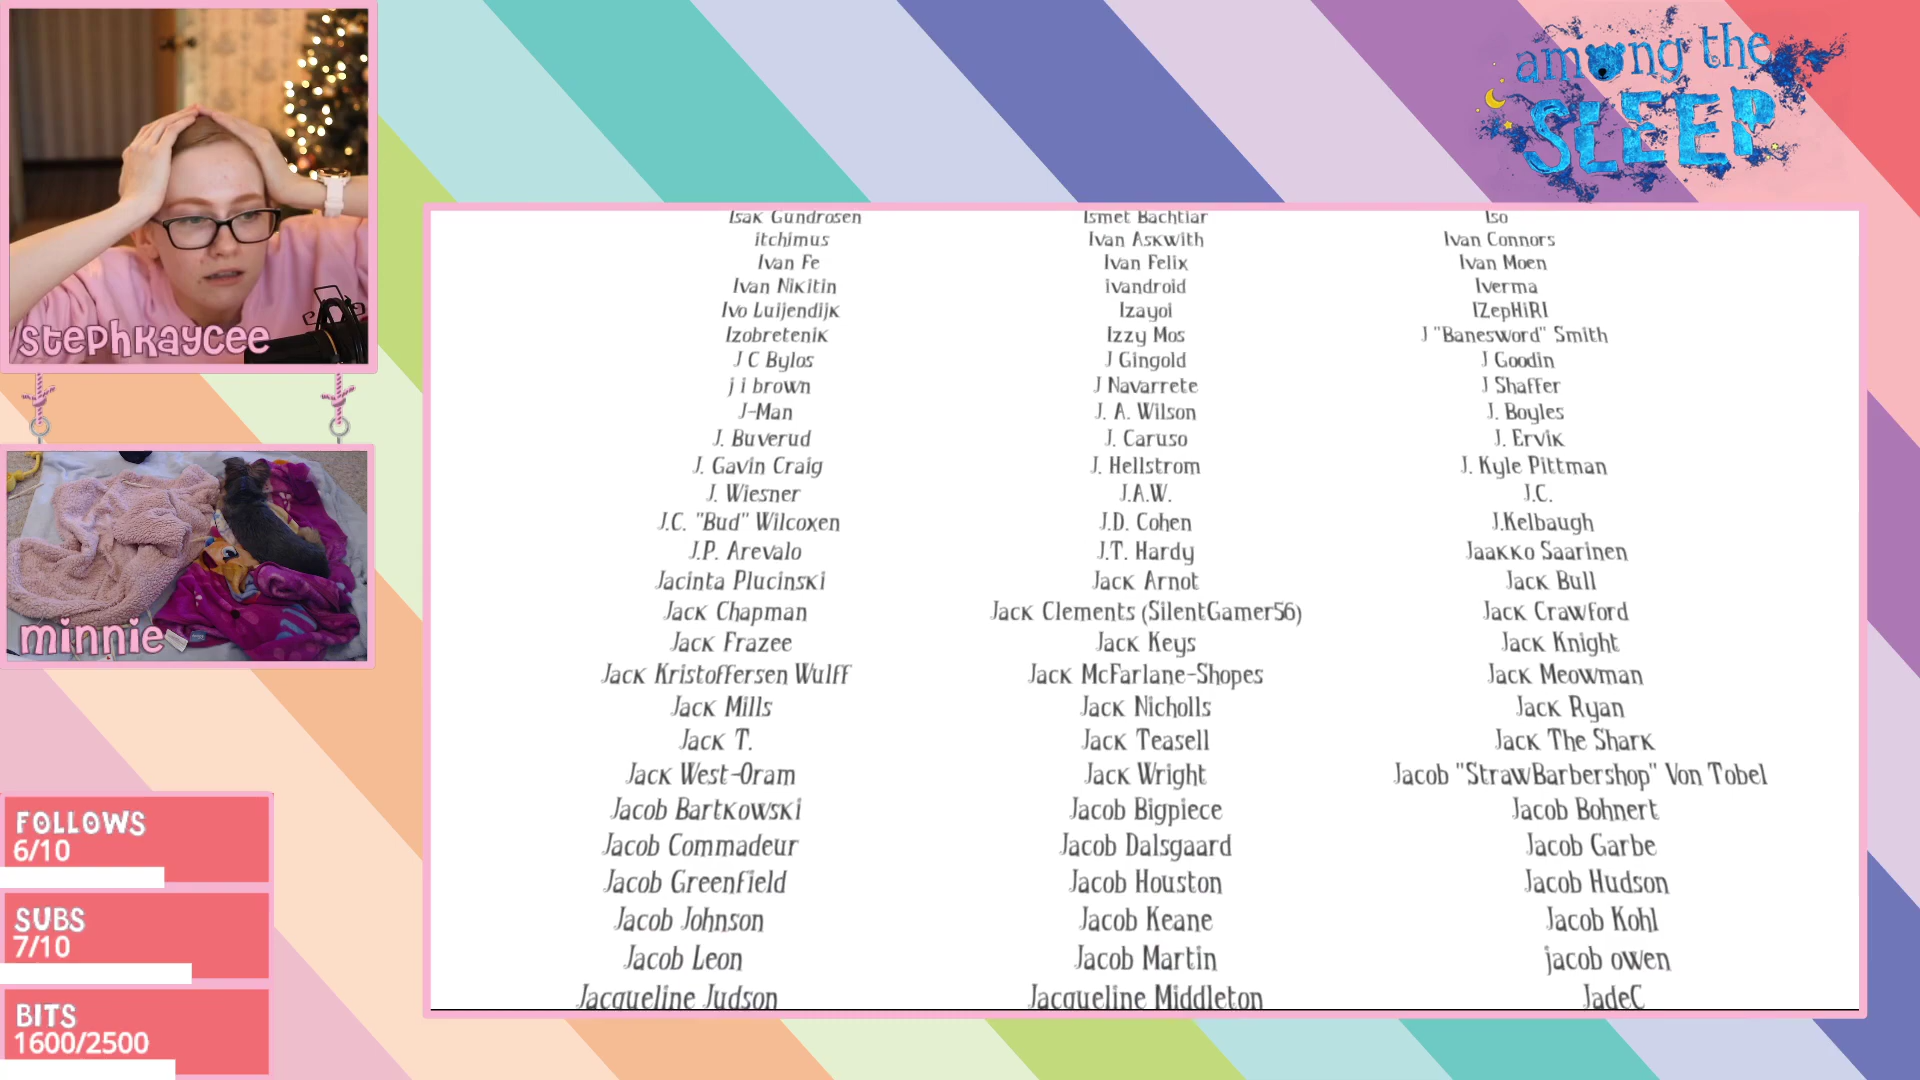 among the
SLEEP
stephkaycee
minnie
FOLLOWS
6/10
SUBS
7/10
BITS
1600/2500
Isak Gundrosen Ismet Bachtiar Iso
itchimus Ivan Askwith Ivan Connors
Ivan Fe Ivan Felix Ivan Moen
Ivan Nikitin ivandroid Iverma
Ivo Luijendijk Izayoi IZepHiRI
Izobretenik Izzy Mos J "Banesword" Smith
J C Bylos J Gingold J Goodin
j i brown J Navarrete J Shaffer
J-Man J. A. Wilson J. Boyles
J. Buverud J. Caruso J. Ervik
J. Gavin Craig J. Hellstrom J. Kyle Pittman
J. Wiesner J.A.W. J.C.
J.C. "Bud" Wilcoxen J.D. Cohen J.Kelbaugh
J.P. Arevalo J.T. Hardy Jaakko Saarinen
Jacinta Plucinski Jack Arnot Jack Bull
Jack Chapman Jack Clements (SilentGamer56) Jack Crawford
Jack Frazee Jack Keys Jack Knight
Jack Kristoffersen Wulff Jack McFarlane-Shopes Jack Meowman
Jack Mills Jack Nicholls Jack Ryan
Jack T. Jack Teasell Jack The Shark
Jack West-Oram Jack Wright Jacob "StrawBarbershop" Von Tobel
Jacob Bartkowski Jacob Bigpiece Jacob Bohnert
Jacob Commadeur Jacob Dalsgaard Jacob Garbe
Jacob Greenfield Jacob Houston Jacob Hudson
Jacob Johnson Jacob Keane Jacob Kohl
Jacob Leon Jacob Martin jacob owen
Jacqueline Judson Jacqueline Middleton JadeC